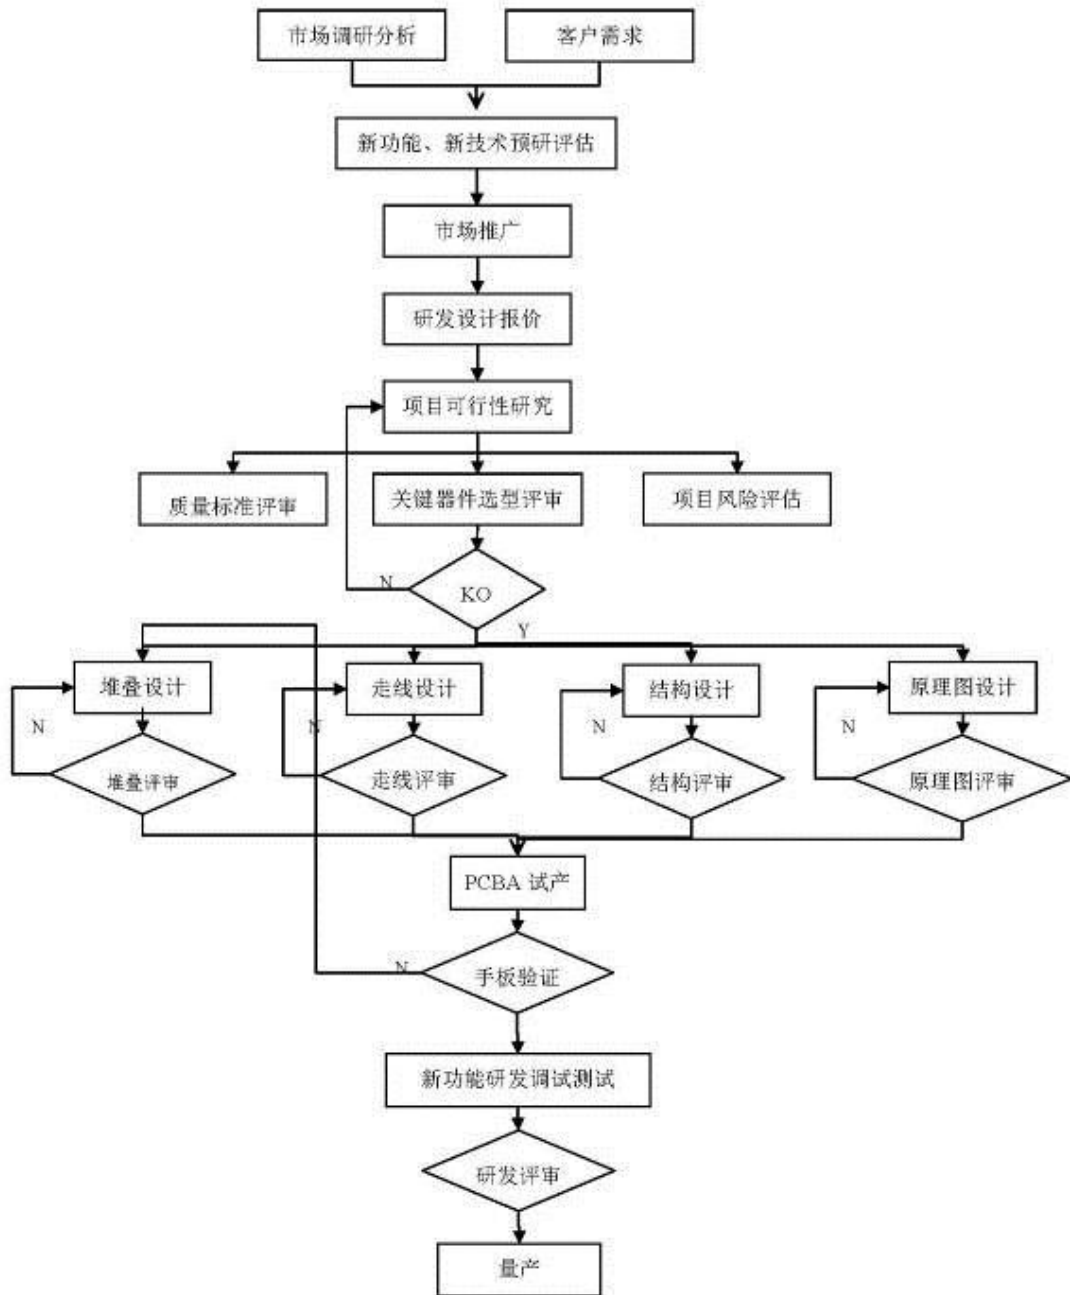 市场调研分析
客户需求
新功能、新技术预研评估
市场推广
研发设计报价
项目可行性研究
质量标准评审
关键器件选型评审
项目风险评估
N
KO
Y
堆叠设计
走线设计
结构设计
原理图设计
N
N
N
N
堆叠评审
走线评审
结构评审
原理图评审
PCBA 试产
N
手板验证
新功能研发调试测试
研发评审
量产